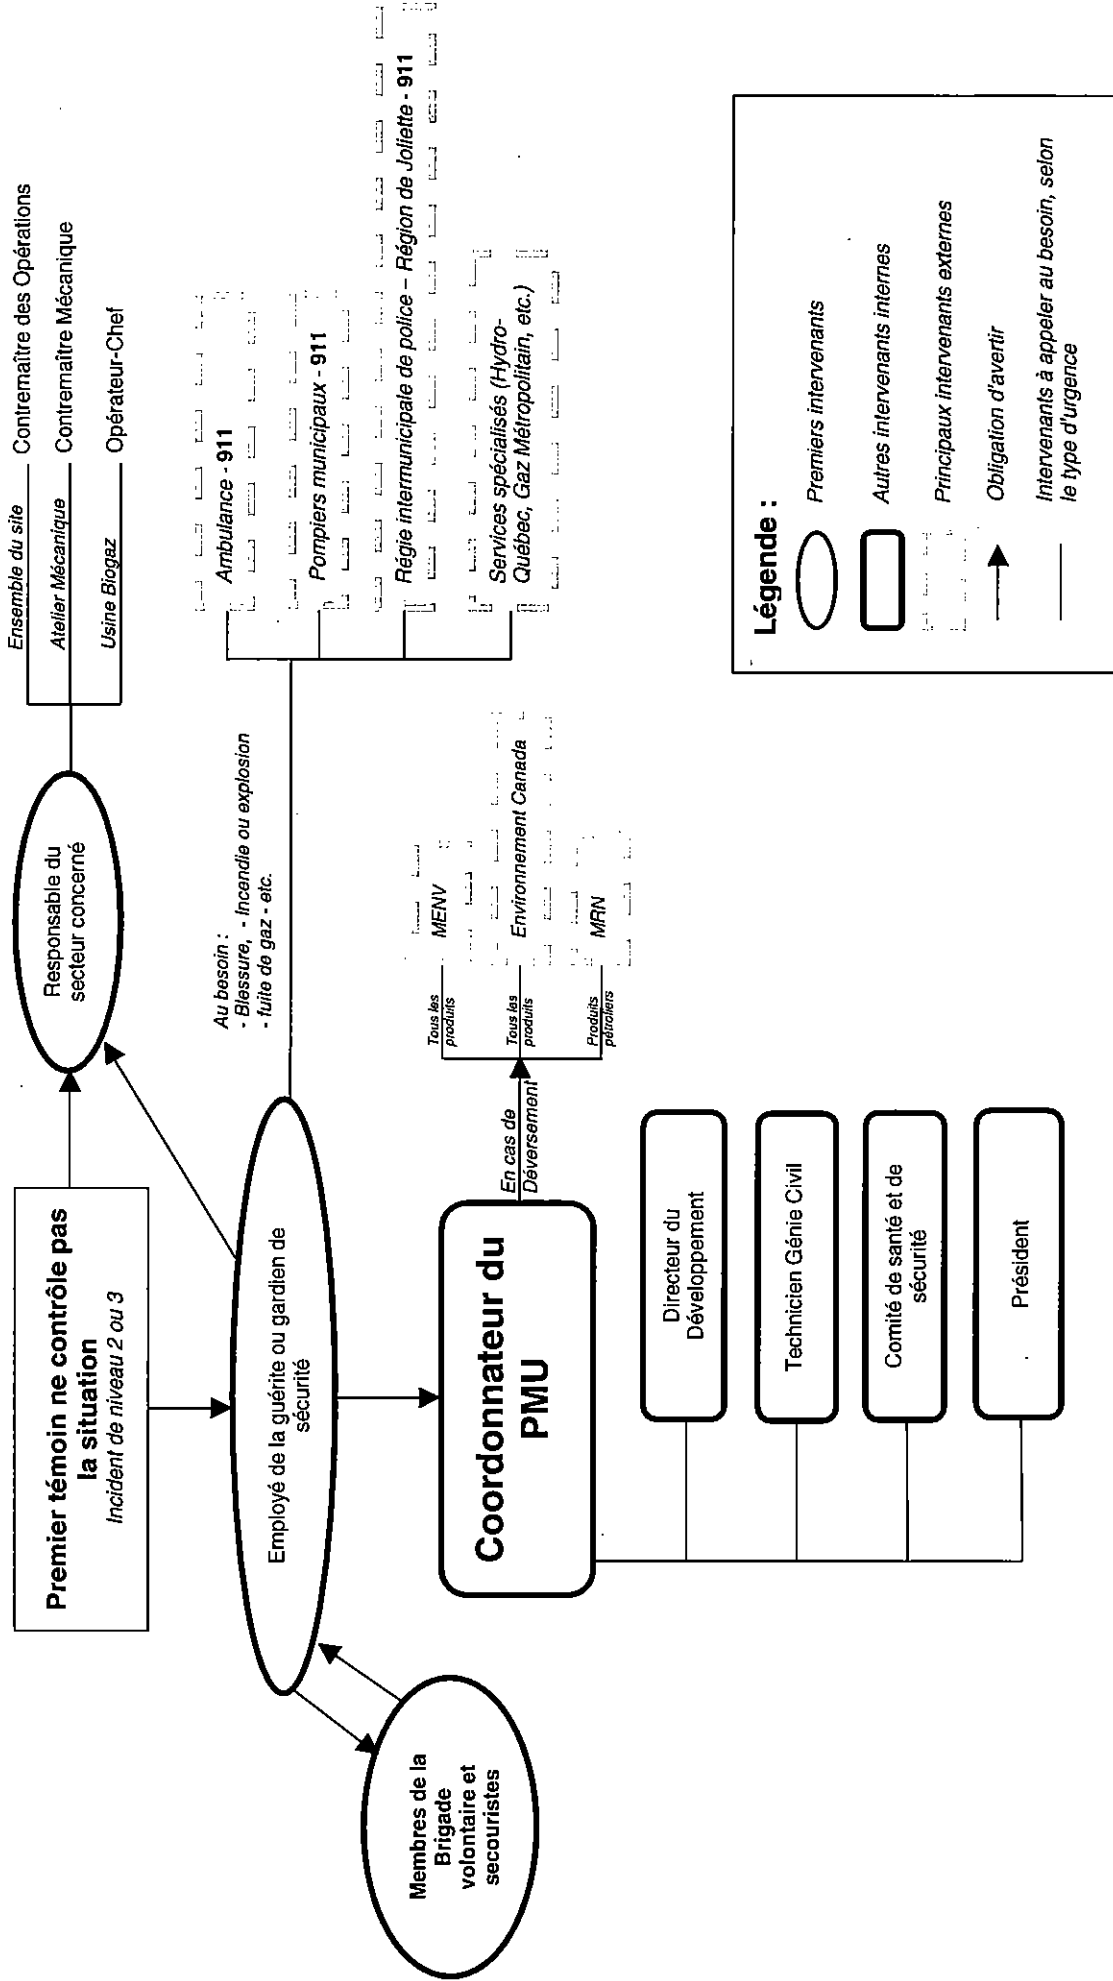 Premier témoin ne contrôle pas
la situation
Incident de niveau 2 ou 3
Responsable du
secteur concerné
Ensemble du site
Contremaître des Opérations
Atelier Mécanique
Contremaître Mécanique
Usine Biogaz
Opérateur-Chef
Employé de la guérite ou gardien de
sécurité
Au besoin :
- Blessure, - Incendie ou explosion
- fuite de gaz - etc.
Ambulance - 911
Pompiers municipaux - 911
Régie intermunicipale de police – Région de Joliette - 911
Services spécialisés (Hydro-
Québec, Gaz Métropolitain, etc.)
Membres de la
Brigade
volontaire et
secouristes
Coordonnateur du
PMU
En cas de
Déversement
Tous les
produits
MENV
Tous les
produits
Environnement Canada
Produits
pétroliers
MRN
Directeur du
Développement
Technicien Génie Civil
Comité de santé et de
sécurité
Président
Légende :
Premiers intervenants
Autres intervenants internes
Principaux intervenants externes
Obligation d'avertir
Intervenants à appeler au besoin, selon
le type d'urgence